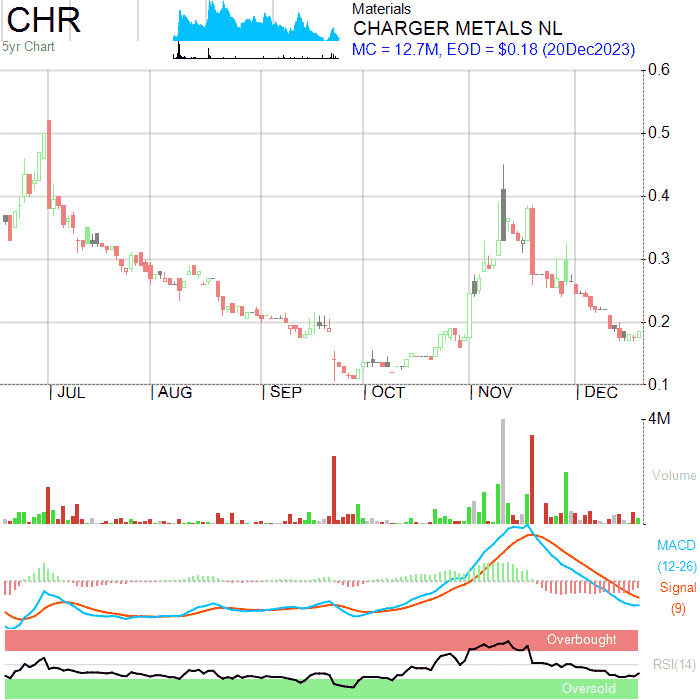 CHR
5yr Chart
Materials
CHARGER METALS NL
MC = 12.7M, EOD = $0.18 (20Dec2023)
0.6
0.5
0.4
0.3
0.2
0.1
JUL
AUG
SEP
OCT
NOV
DEC
4M
Volume
MACD
(12-26)
Signal
(9)
Overbought
RSI(14)
Oversold